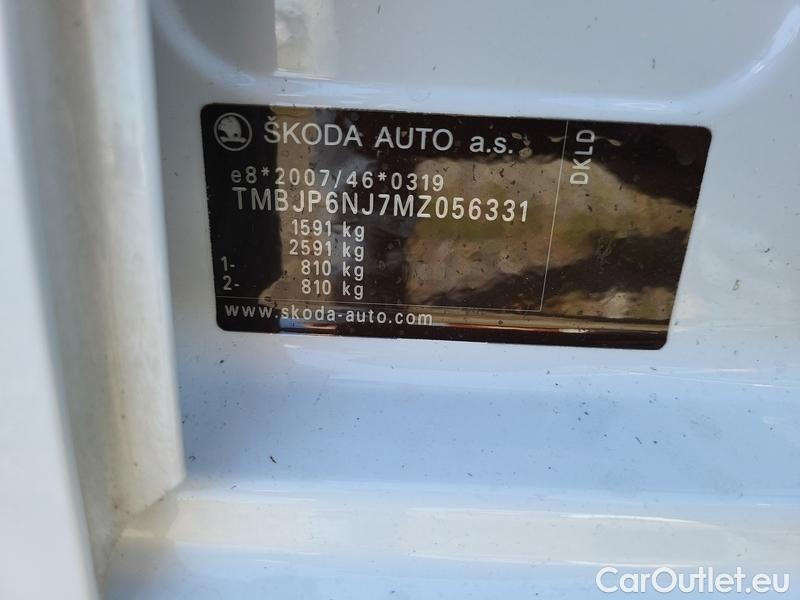 ŠKODA AUTO a.s.
DKLD
e8*2007/46*0319
TMBJP6NJ7MZ056331
1591 kg
2591 kg
1- 810 kg
2- 810 kg
www.skoda-auto.com
CarOutlet.eu